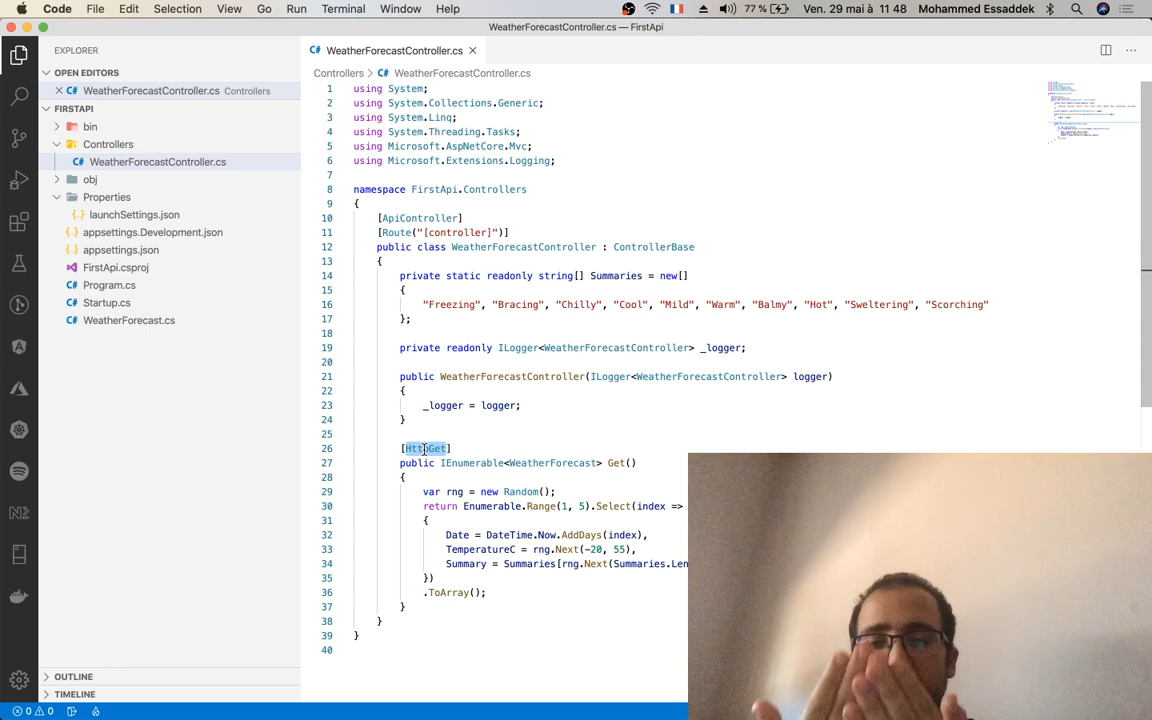 Code File Edit Selection View Go Run Terminal Window Help 77 % Ven. 29 mai à 11 48 Mohammed Essaddek
WeatherForecastController.cs — FirstApi
EXPLORER
OPEN EDITORS
WeatherForecastController.cs Controllers
FIRSTAPI
bin
Controllers
WeatherForecastController.cs
obj
Properties
launchSettings.json
appsettings.Development.json
appsettings.json
FirstApi.csproj
Program.cs
Startup.cs
WeatherForecast.cs
OUTLINE
TIMELINE
0 0
WeatherForecastController.cs
Controllers > WeatherForecastController.cs
1 using System;
2 using System.Collections.Generic;
3 using System.Linq;
4 using System.Threading.Tasks;
5 using Microsoft.AspNetCore.Mvc;
6 using Microsoft.Extensions.Logging;
7
8 namespace FirstApi.Controllers
9 {
10 [ApiController]
11 [Route("[controller]")]
12 public class WeatherForecastController : ControllerBase
13 {
14 private static readonly string[] Summaries = new[]
15 {
16 "Freezing", "Bracing", "Chilly", "Cool", "Mild", "Warm", "Balmy", "Hot", "Sweltering", "Scorching"
17 };
18
19 private readonly ILogger<WeatherForecastController> _logger;
20
21 public WeatherForecastController(ILogger<WeatherForecastController> logger)
22 {
23 _logger = logger;
24 }
25
26 [HttpGet]
27 public IEnumerable<WeatherForecast> Get()
28 {
29 var rng = new Random();
30 return Enumerable.Range(1, 5).Select(index =>
31 {
32 Date = DateTime.Now.AddDays(index),
33 TemperatureC = rng.Next(-20, 55),
34 Summary = Summaries[rng.Next(Summaries.Len
35 })
36 .ToArray();
37 }
38 }
39 }
40